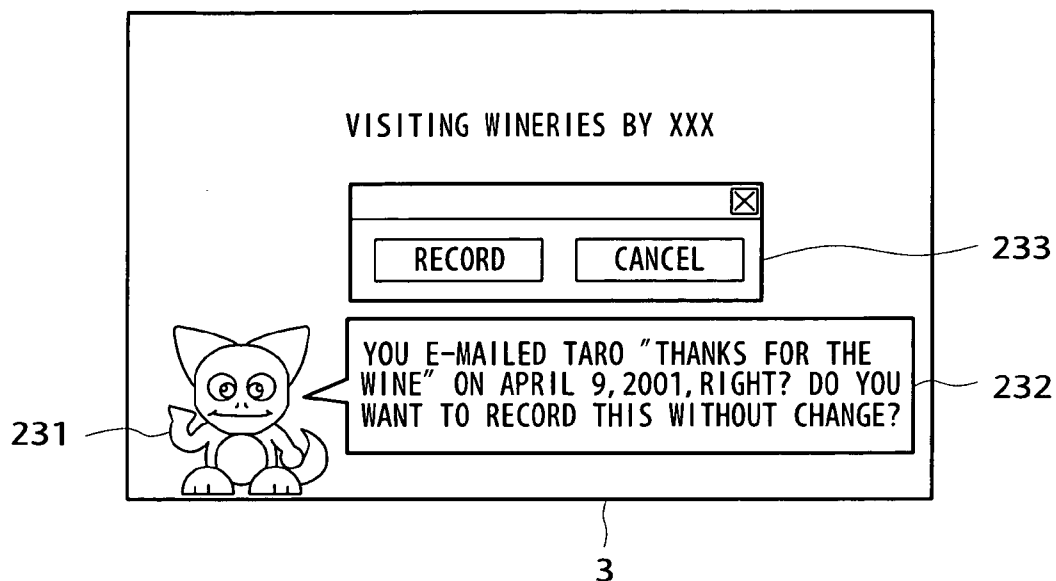 VISITING WINERIES BY XXX
RECORD CANCEL
233
YOU E-MAILED TARO "THANKS FOR THE
WINE" ON APRIL 9, 2001, RIGHT? DO YOU
WANT TO RECORD THIS WITHOUT CHANGE?
232
231
3